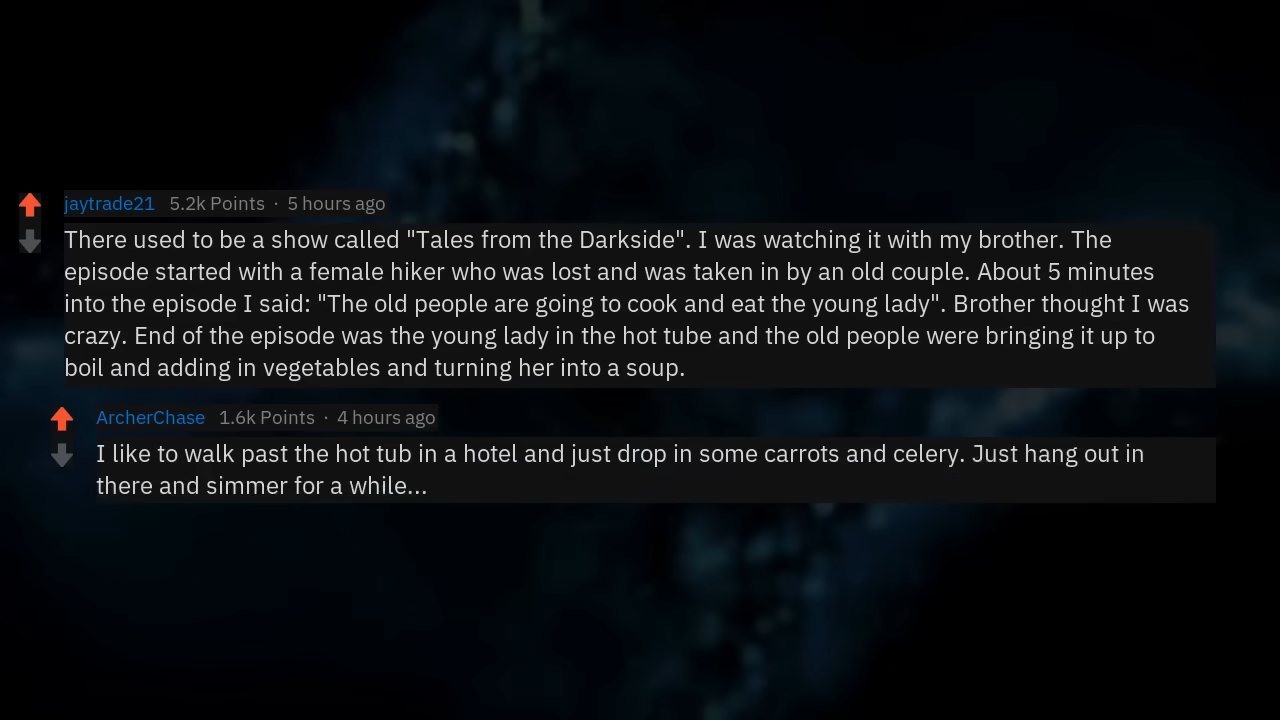 jaytrade21 5.2k Points · 5 hours ago
There used to be a show called "Tales from the Darkside". I was watching it with my brother. The
episode started with a female hiker who was lost and was taken in by an old couple. About 5 minutes
into the episode I said: "The old people are going to cook and eat the young lady". Brother thought I was
crazy. End of the episode was the young lady in the hot tube and the old people were bringing it up to
boil and adding in vegetables and turning her into a soup.
ArcherChase 1.6k Points · 4 hours ago
I like to walk past the hot tub in a hotel and just drop in some carrots and celery. Just hang out in
there and simmer for a while...